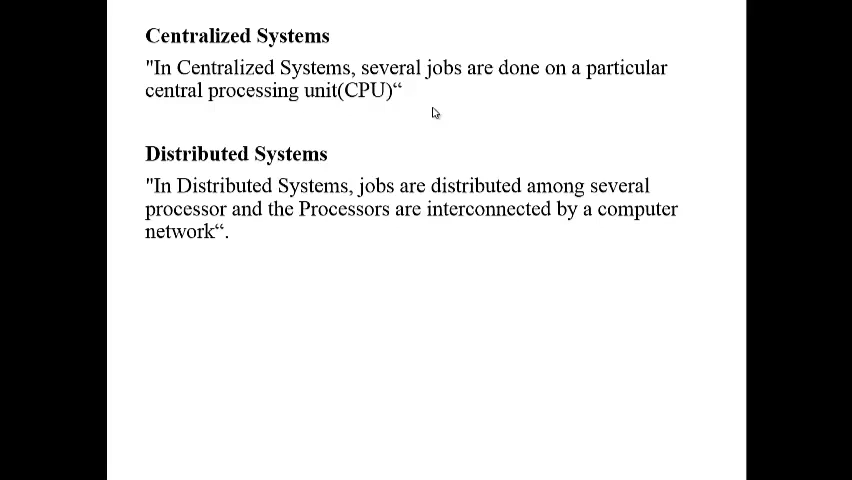 Centralized Systems
"In Centralized Systems, several jobs are done on a particular
central processing unit(CPU)“
Distributed Systems
"In Distributed Systems, jobs are distributed among several
processor and the Processors are interconnected by a computer
network“.